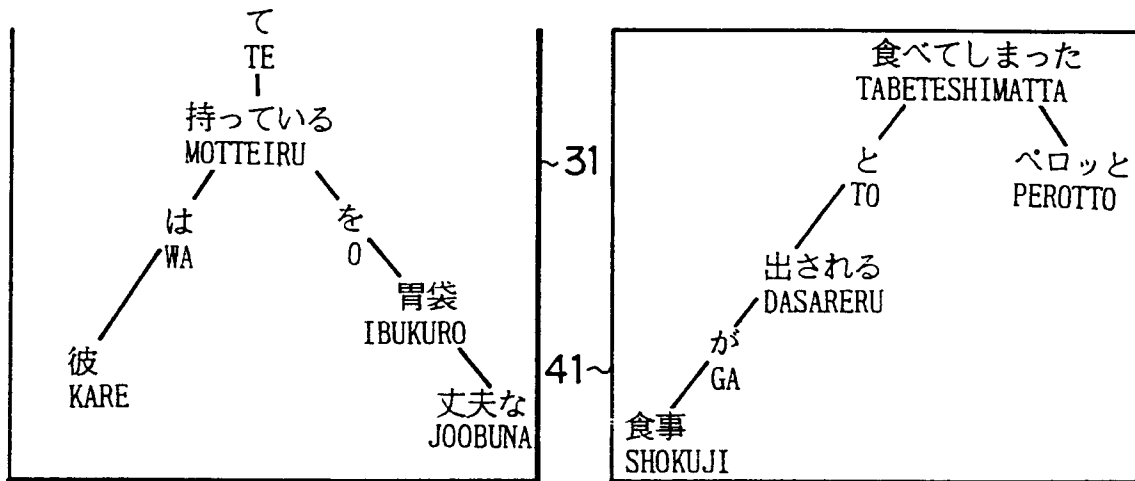 て
TE
持っている
MOTTEIRU
は
WA
を
O
胃袋
IBUKURO
彼
KARE
丈夫な
JOOBUNA
~31
41~
食べてしまった
TABETESHIMATTA
と
TO
ペロッと
PEROTTO
出される
DASARERU
が
GA
食事
SHOKUJI